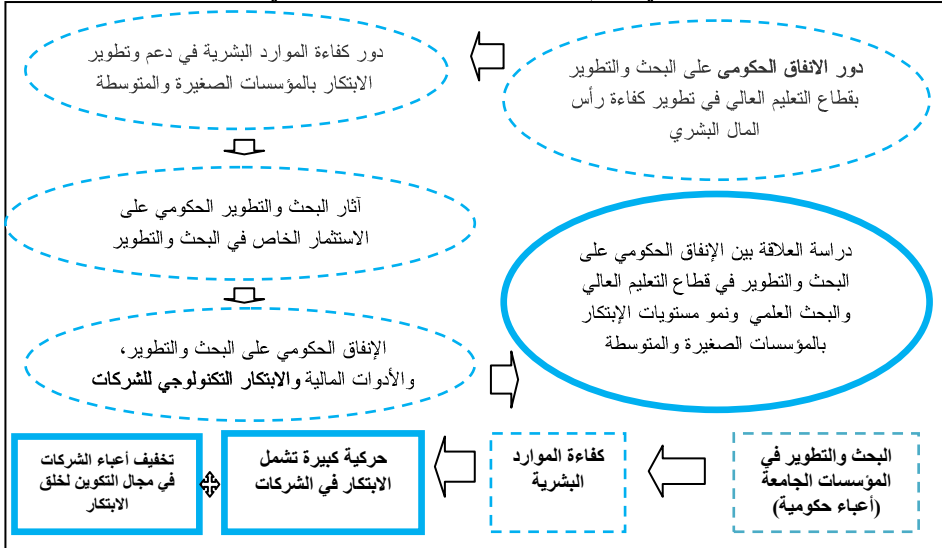 دور الانفاق الحكومي على البحث والتطوير
بقطاع التعليم العالي في تطوير كفاءة رأس
المال البشري
دور كفاءة الموارد البشرية في دعم وتطوير
الابتكار بالمؤسسات الصغيرة والمتوسطة
آثار البحث والتطوير الحكومي على
الاستثمار الخاص في البحث والتطوير
الإنفاق الحكومي على البحث والتطوير،
والأدوات المالية والابتكار التكنولوجي للشركات
دراسة العلاقة بين الإنفاق الحكومي على
البحث والتطوير في قطاع التعليم العالي
والبحث العلمي ونمو مستويات الإبتكار
بالمؤسسات الصغيرة والمتوسطة
البحث والتطوير في
المؤسسات الجامعة
(أعباء حكومية)
كفاءة الموارد
البشرية
حركية كبيرة تشمل
الابتكار في الشركات
تخفيف أعباء الشركات
في مجال التكوين لخلق
الابتكار